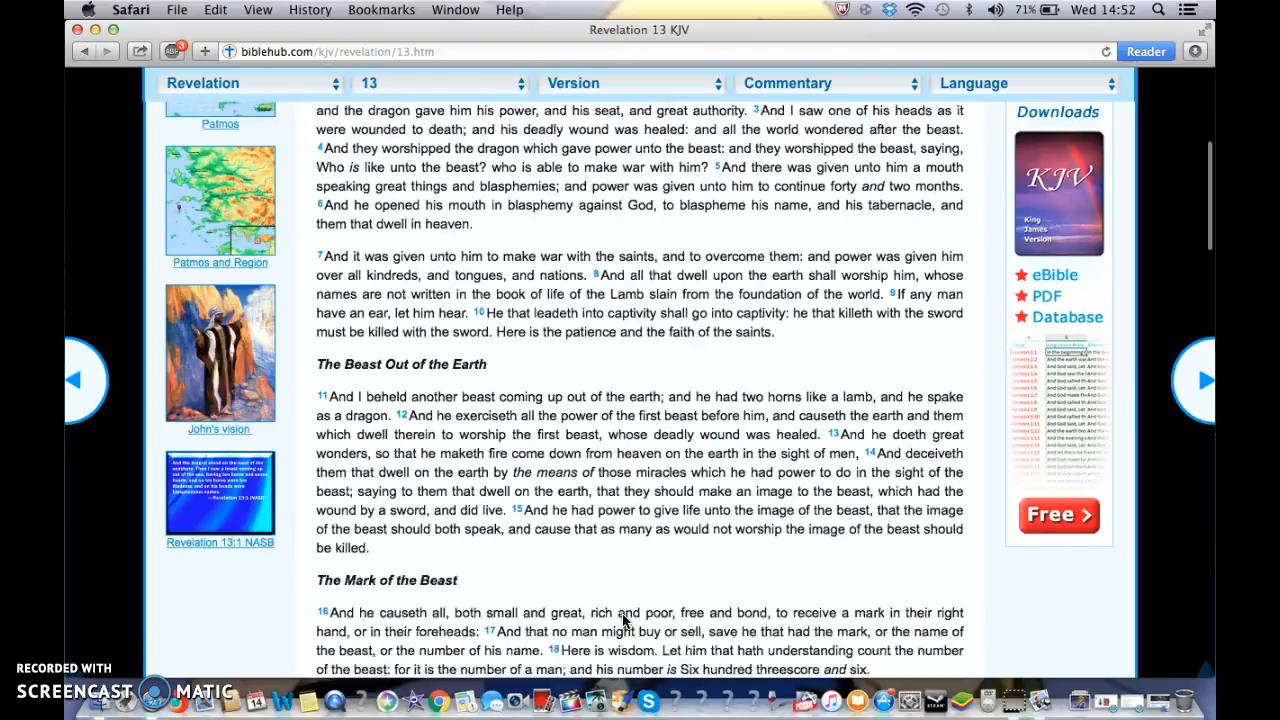 Safari File Edit View History Bookmarks Window Help 71% Wed 14:52
Revelation 13 KJV
ABP 3 biblehub.com/kjv/revelation/13.htm Reader
Revelation 13 Version Commentary Language
and the dragon gave him his power, and his seat, and great authority. 3And I saw one of his heads as it
were wounded to death; and his deadly wound was healed: and all the world wondered after the beast.
4And they worshipped the dragon which gave power unto the beast: and they worshipped the beast, saying,
Who is like unto the beast? who is able to make war with him? 5And there was given unto him a mouth
speaking great things and blasphemies; and power was given unto him to continue forty and two months.
6And he opened his mouth in blasphemy against God, to blaspheme his name, and his tabernacle, and
them that dwell in heaven.
7And it was given unto him to make war with the saints, and to overcome them: and power was given him
over all kindreds, and tongues, and nations. 8And all that dwell upon the earth shall worship him, whose
names are not written in the book of life of the Lamb slain from the foundation of the world. 9If any man
have an ear, let him hear. 10He that leadeth into captivity shall go into captivity: he that killeth with the sword
must be killed with the sword. Here is the patience and the faith of the saints.
The Beast Out of the Earth
11And I beheld another beast coming up out of the earth; and he had two horns like a lamb, and he spake
as a dragon. 12And he exerciseth all the power of the first beast before him, and causeth the earth and them
which dwell therein to worship the first beast, whose deadly wound was healed. 13And he doeth great
wonders, so that he maketh fire come down from heaven on the earth in the sight of men, 14And deceiveth
them that dwell on the earth by the means of those miracles which he had power to do in the sight of the
beast; saying to them that dwell on the earth, that they should make an image to the beast, which had the
wound by a sword, and did live. 15And he had power to give life unto the image of the beast, that the image
of the beast should both speak, and cause that as many as would not worship the image of the beast should
be killed.
The Mark of the Beast
16And he causeth all, both small and great, rich and poor, free and bond, to receive a mark in their right
hand, or in their foreheads: 17And that no man might buy or sell, save he that had the mark, or the name of
the beast, or the number of his name. 18Here is wisdom. Let him that hath understanding count the number
of the beast: for it is the number of a man; and his number is Six hundred threescore and six.
Patmos
Patmos and Region
John's vision
Revelation 13:1 NASB
Downloads
KJV
King
James
Version
eBible
PDF
Database
Free >
RECORDED WITH
SCREENCAST MATIC